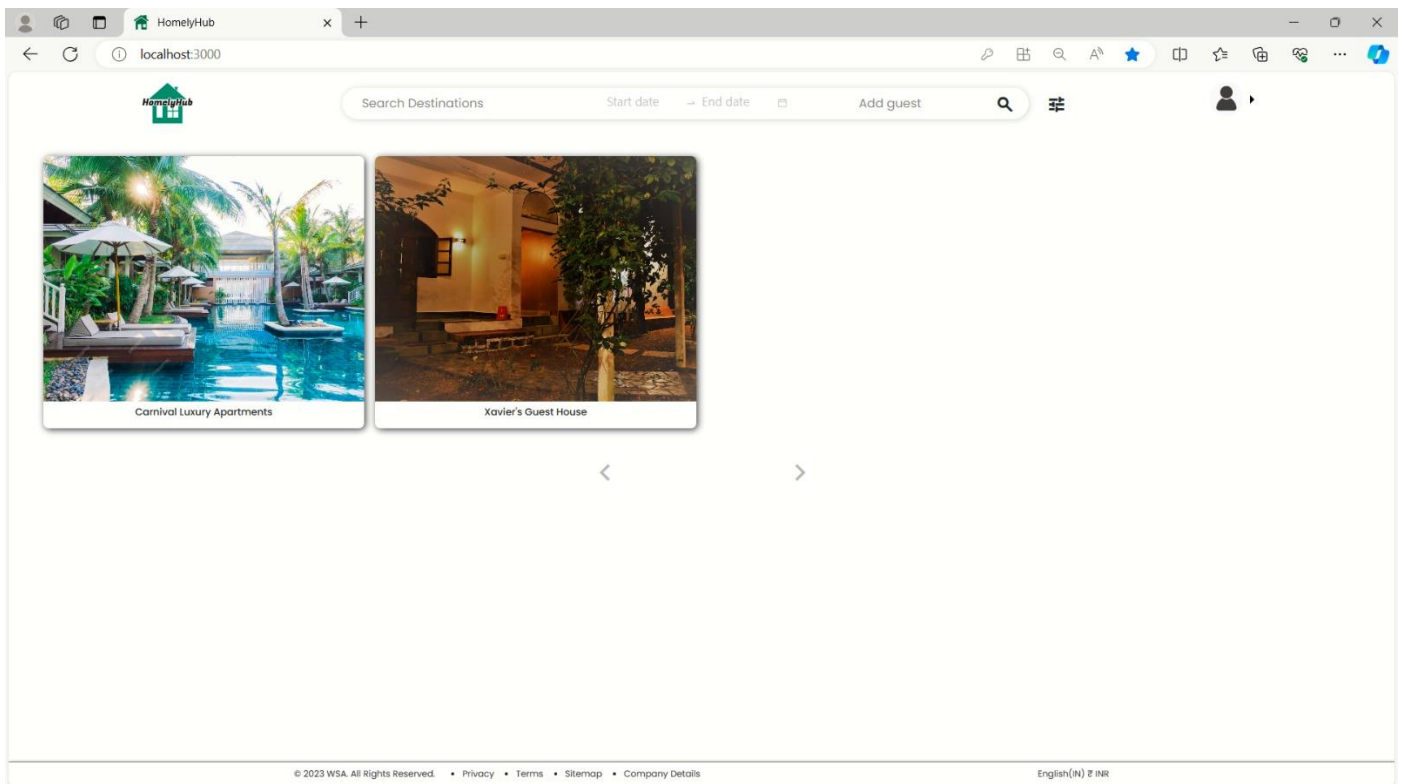 HomelyHub
localhost:3000
HomelyHub
Search Destinations Start date → End date Add guest
Carnival Luxury Apartments Xavier's Guest House
© 2023 WSA. All Rights Reserved. • Privacy • Terms • Sitemap • Company Details English(IN) ₹ INR